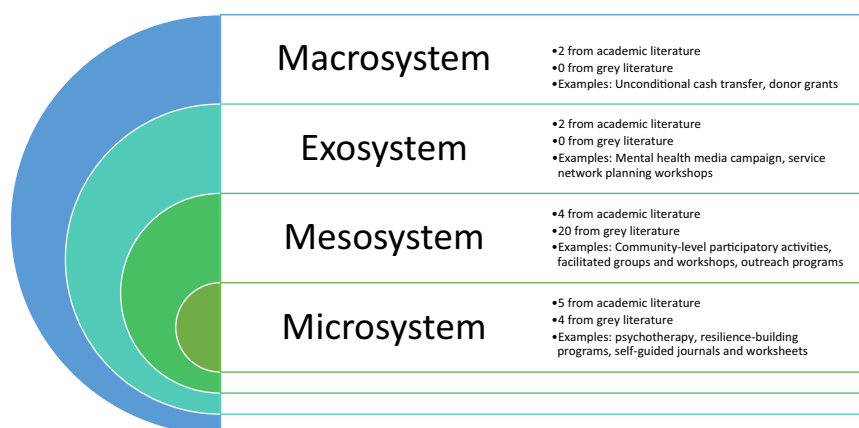 Macrosystem
•2 from academic literature
•0 from grey literature
•Examples: Unconditional cash transfer, donor grants
Exosystem
•2 from academic literature
•0 from grey literature
•Examples: Mental health media campaign, service
network planning workshops
Mesosystem
•4 from academic literature
•20 from grey literature
•Examples: Community-level participatory activities,
facilitated groups and workshops, outreach programs
Microsystem
•5 from academic literature
•4 from grey literature
•Examples: psychotherapy, resilience-building
programs, self-guided journals and worksheets